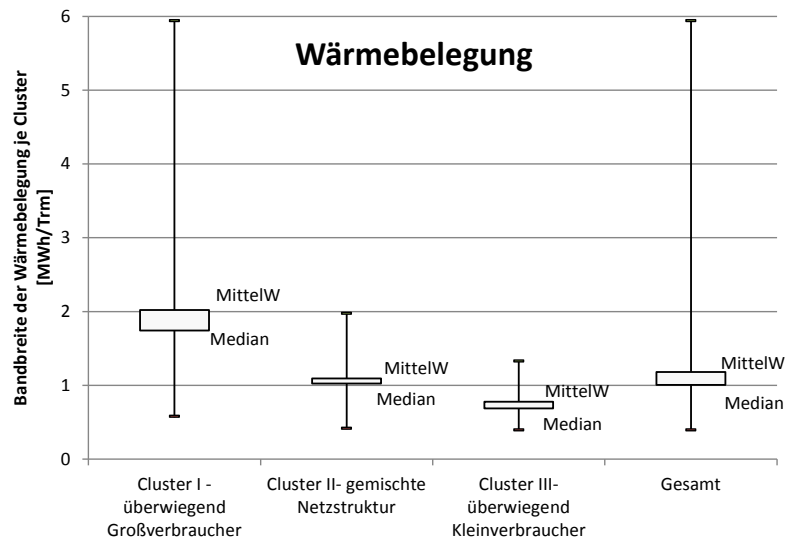 Wärmebelegung
Bandbreite der Wärmebelegung je Cluster
[MWh/Trm]
6
5
4
3
2
1
0
MittelW
Median
MittelW
Median
MittelW
Median
MittelW
Median
Cluster I -
überwiegend
Großverbraucher
Cluster II- gemischte
Netzstruktur
Cluster III-
überwiegend
Kleinverbraucher
Gesamt